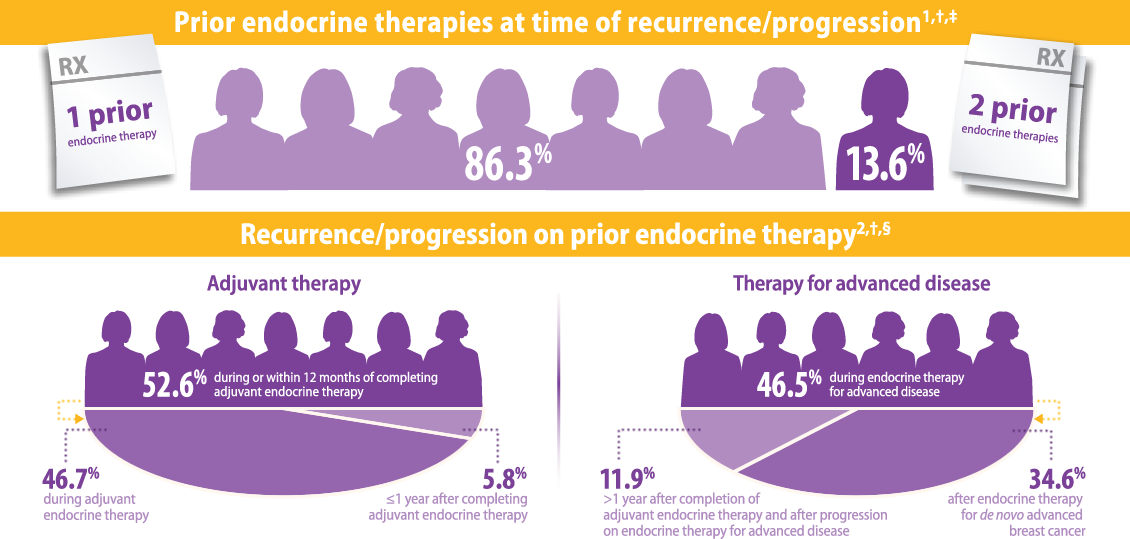 Prior endocrine therapies at time of recurrence/progression1,†,‡
RX
1 prior
endocrine therapy
86.3%
13.6%
RX
2 prior
endocrine therapies
Recurrence/progression on prior endocrine therapy2,†,§
Adjuvant therapy
52.6% during or within 12 months of completing
adjuvant endocrine therapy
46.7%
during adjuvant
endocrine therapy
5.8%
≤1 year after completing
adjuvant endocrine therapy
Therapy for advanced disease
46.5% during endocrine therapy
for advanced disease
11.9%
>1 year after completion of
adjuvant endocrine therapy and after progression
on endocrine therapy for advanced disease
34.6%
after endocrine therapy
for de novo advanced
breast cancer